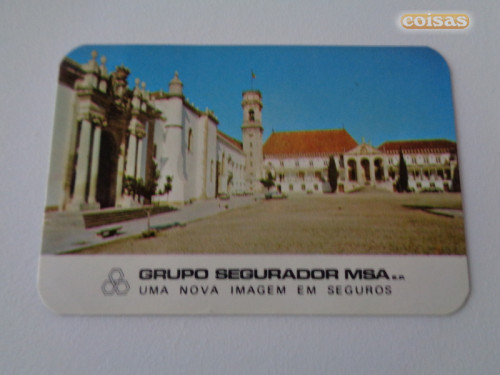 coisas
GRUPO SEGURADOR MSA E.P.
UMA NOVA IMAGEM EM SEGUROS